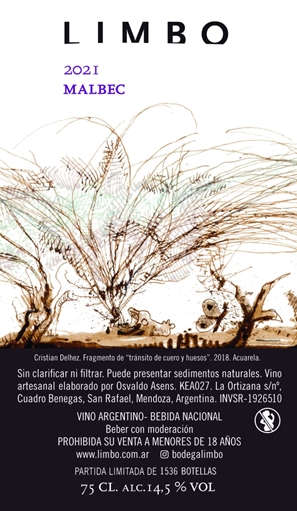 LIMBO
2021
MALBEC
Cristian Delhez. Fragmento de "tránsito de cuero y huesos". 2018. Acuarela.
Sin clarificar ni filtrar. Puede presentar sedimentos naturales. Vino
artesanal elaborado por Osvaldo Asens. KEA027. La Ortizana s/nº,
Cuadro Benegas, San Rafael, Mendoza, Argentina. INVSR-1926510
VINO ARGENTINO- BEBIDA NACIONAL
Beber con moderación
PROHIBIDA SU VENTA A MENORES DE 18 AÑOS
www.limbo.com.ar bodegalimbo
PARTIDA LIMITADA DE 1536 BOTELLAS
75 CL. ALC.14,5 % VOL